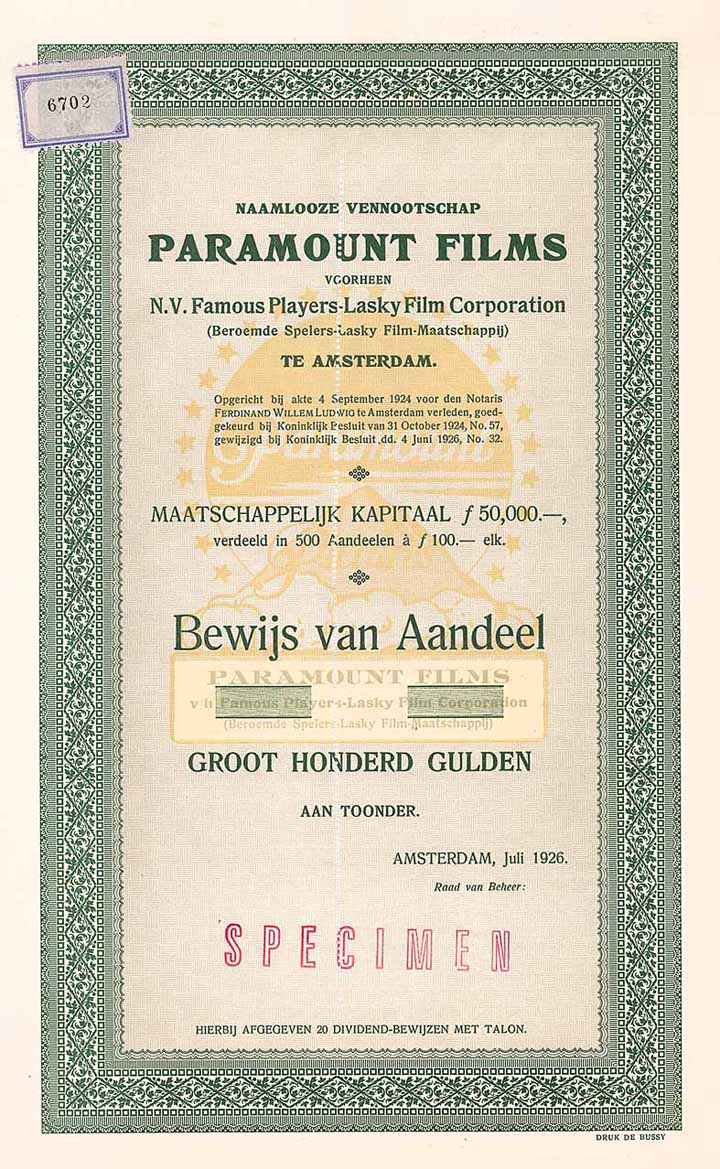 6702
NAAMLOOZE VENNOOTSCHAP
PARAMOUNT FILMS
VOORHEEN
N.V. Famous Players-Lasky Film Corporation
(Beroemde Spelers-Lasky Film-Maatschappij)
TE AMSTERDAM.
Opgericht bij akte 4 September 1924 voor den Notaris
FERDINAND WILLEM LUDWIG te Amsterdam verleden, goed-
gekeurd bij Koninklijk Besluit van 31 October 1924, No. 57,
gewijzigd bij Koninklijk Besluit dd. 4 Juni 1926, No. 32.
Paramount
MAATSCHAPPELIJK KAPITAAL ƒ 50,000.—,
verdeeld in 500 Aandeelen à ƒ 100.— elk.
Bewijs van Aandeel
PARAMOUNT FILMS
v/h Famous Players-Lasky Film Corporation
(Beroemde Spelers-Lasky Film-Maatschappij)
GROOT HONDERD GULDEN
AAN TOONDER.
AMSTERDAM, Juli 1926.
Raad van Beheer:
SPECIMEN
HIERBIJ AFGEGEVEN 20 DIVIDEND-BEWIJZEN MET TALON.
DRUK DE BUSSY